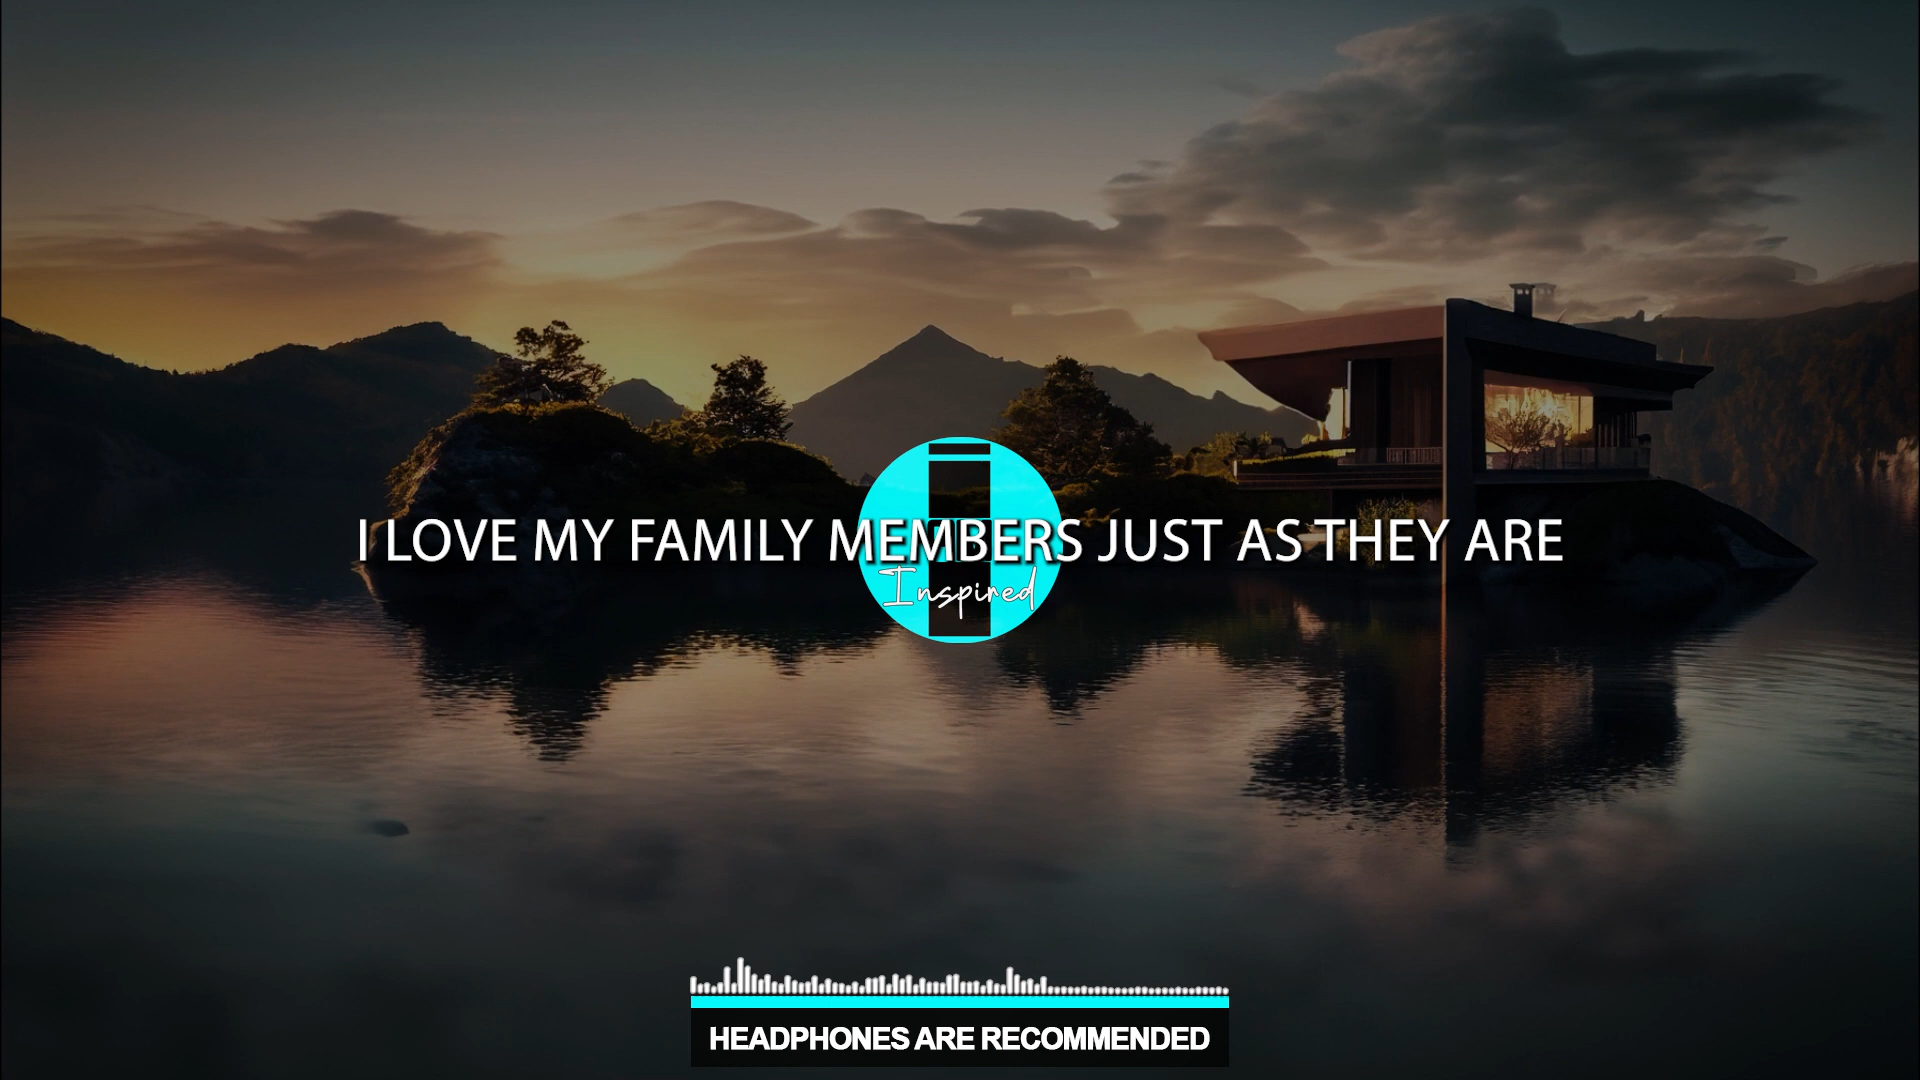 I LOVE MY FAMILY MEMBERS JUST AS THEY ARE
Inspired
HEADPHONES ARE RECOMMENDED